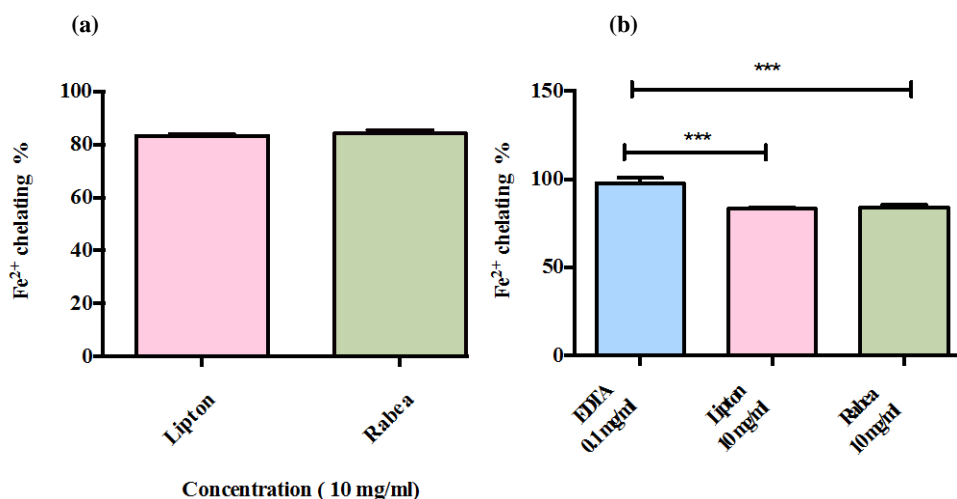 (a)
Fe²⁺ chelating %
100
80
60
40
20
0
Lipton
Rabea
Concentration ( 10 mg/ml)
(b)
Fe²⁺ chelating %
150
100
50
0
***
***
EDTA
0.1 mg/ml
Lipton
10 mg/ml
Rabea
10 mg/ml